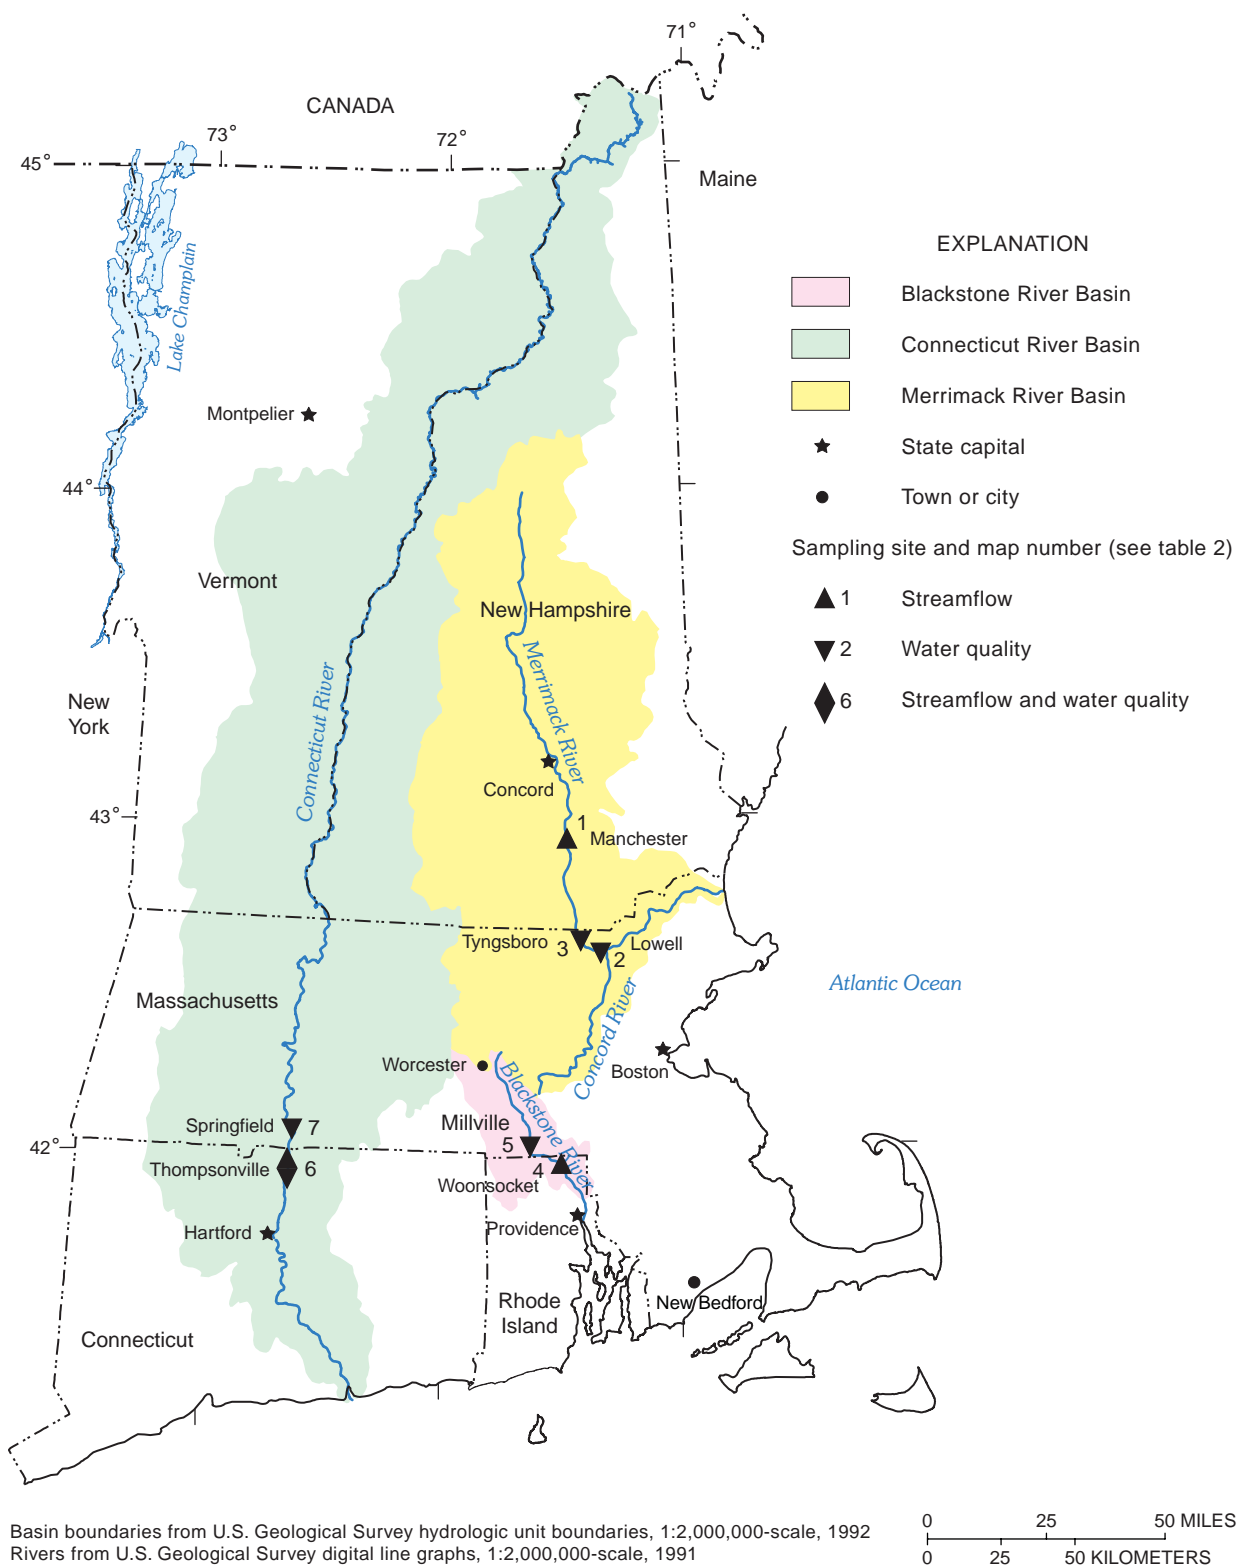 71°
CANADA
73°
72°
45°
Maine
Lake Champlain
EXPLANATION
Blackstone River Basin
Connecticut River Basin
Merrimack River Basin
State capital
Town or city
Sampling site and map number (see table 2)
1 Streamflow
2 Water quality
6 Streamflow and water quality
Montpelier
44°
Vermont
New Hampshire
Merrimack River
Connecticut River
New
York
Concord
43°
1
Manchester
Tyngsboro
3
2
Lowell
Massachusetts
Concord River
Atlantic Ocean
Worcester
Blackstone River
Boston
Springfield
7
Millville
5
42°
Thompsonville
6
4
Woonsocket
Hartford
Providence
New Bedford
Rhode
Island
Connecticut
Basin boundaries from U.S. Geological Survey hydrologic unit boundaries, 1:2,000,000-scale, 1992
Rivers from U.S. Geological Survey digital line graphs, 1:2,000,000-scale, 1991
0 25 50 MILES
0 25 50 KILOMETERS